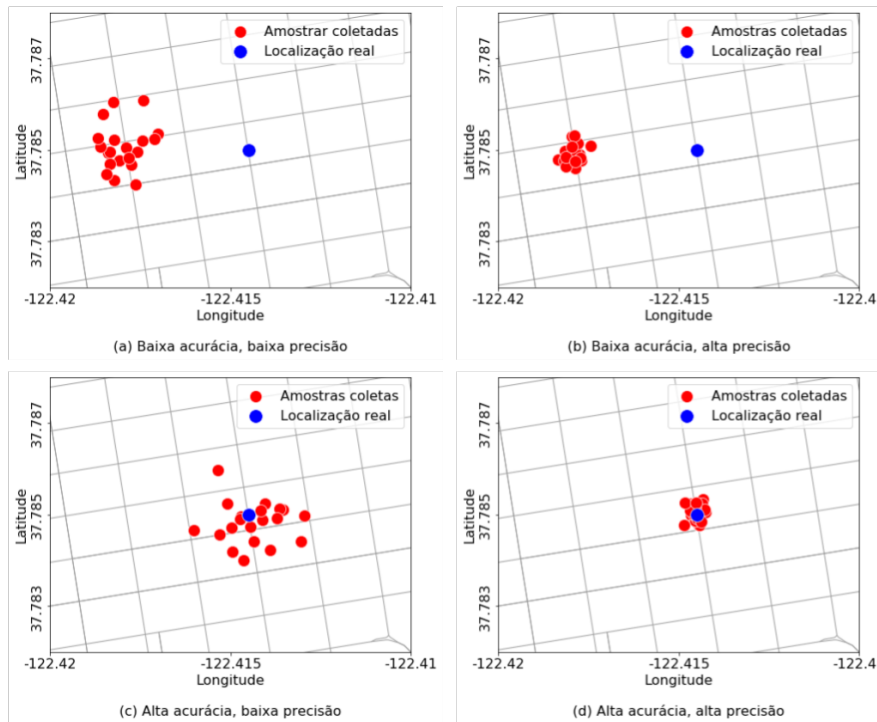 Amostrar coletadas
Localização real
37.787
37.785
37.783
Latitude
-122.42
-122.415
-122.41
Longitude
(a) Baixa acurácia, baixa precisão
Amostras coletadas
Localização real
37.787
37.785
37.783
Latitude
-122.42
-122.415
-122.4
Longitude
(b) Baixa acurácia, alta precisão
Amostras coletas
Localização real
37.787
37.785
37.783
Latitude
-122.42
-122.415
-122.41
Longitude
(c) Alta acurácia, baixa precisão
Amostras coletadas
Localização real
37.787
37.785
37.783
Latitude
-122.42
-122.415
-122.4
Longitude
(d) Alta acurácia, alta precisão